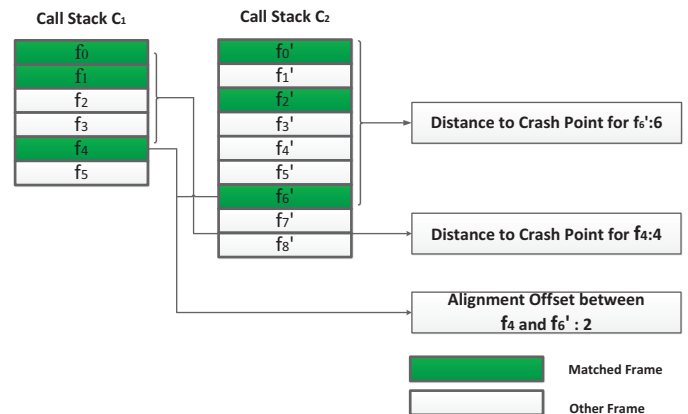 Call Stack C₁
Call Stack C₂
f₀
f₁
f₂
f₃
f₄
f₅
f₀'
f₁'
f₂'
f₃'
f₄'
f₅'
f₆'
f₇'
f₈'
Distance to Crash Point for f₆':6
Distance to Crash Point for f₄:4
Alignment Offset between
f₄ and f₆' : 2
Matched Frame
Other Frame